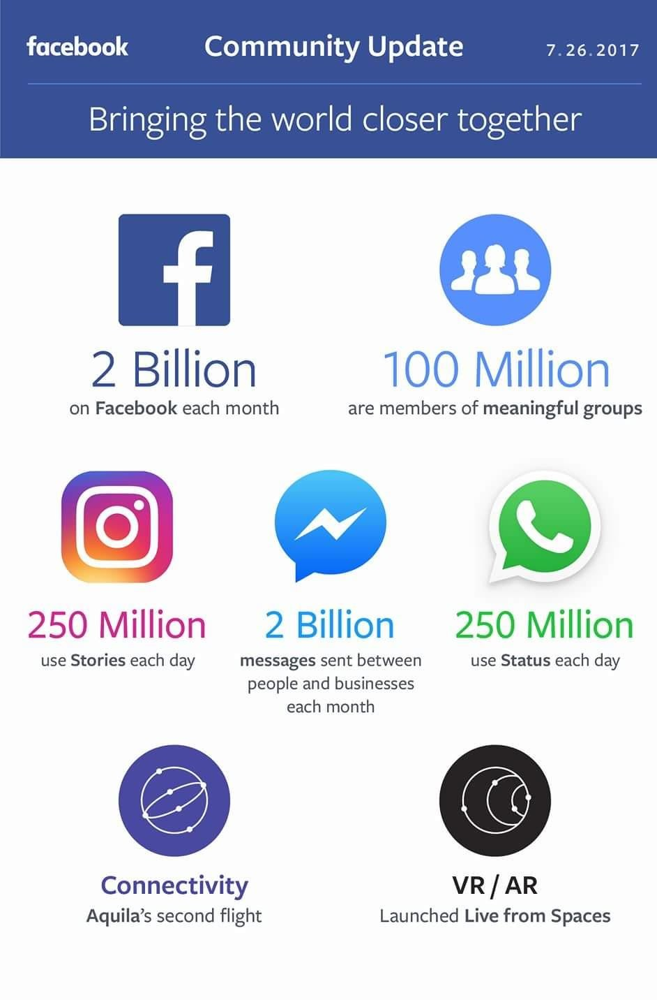 facebook Community Update 7.26.2017
Bringing the world closer together
2 Billion
on Facebook each month
100 Million
are members of meaningful groups
250 Million
use Stories each day
2 Billion
messages sent between
people and businesses
each month
250 Million
use Status each day
Connectivity
Aquila's second flight
VR / AR
Launched Live from Spaces